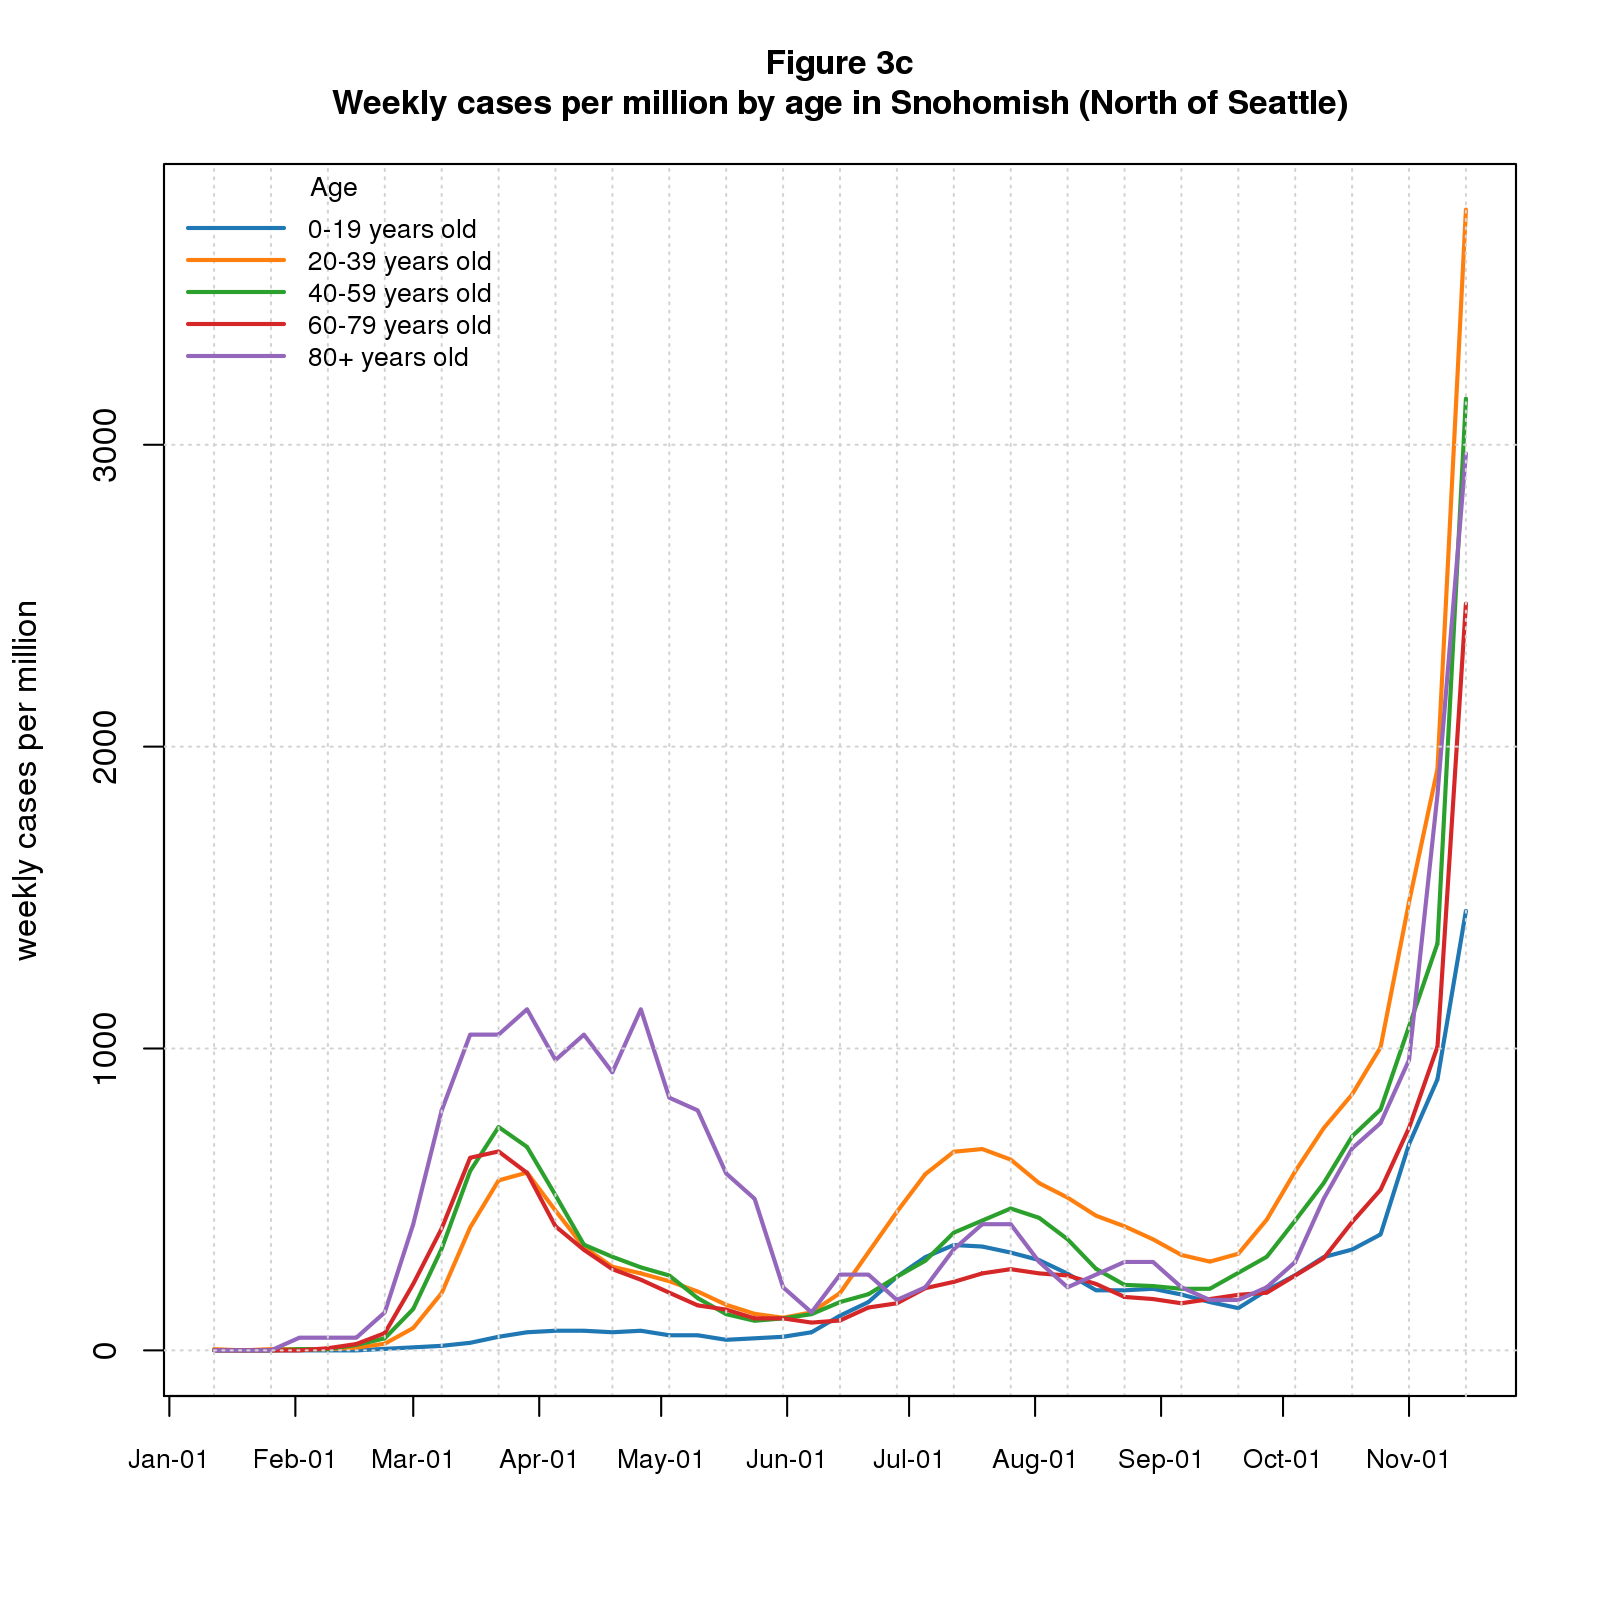 Figure 3c
Weekly cases per million by age in Snohomish (North of Seattle)
Age
0-19 years old
20-39 years old
40-59 years old
60-79 years old
80+ years old
weekly cases per million
3000
2000
1000
0
Jan-01 Feb-01 Mar-01 Apr-01 May-01 Jun-01 Jul-01 Aug-01 Sep-01 Oct-01 Nov-01